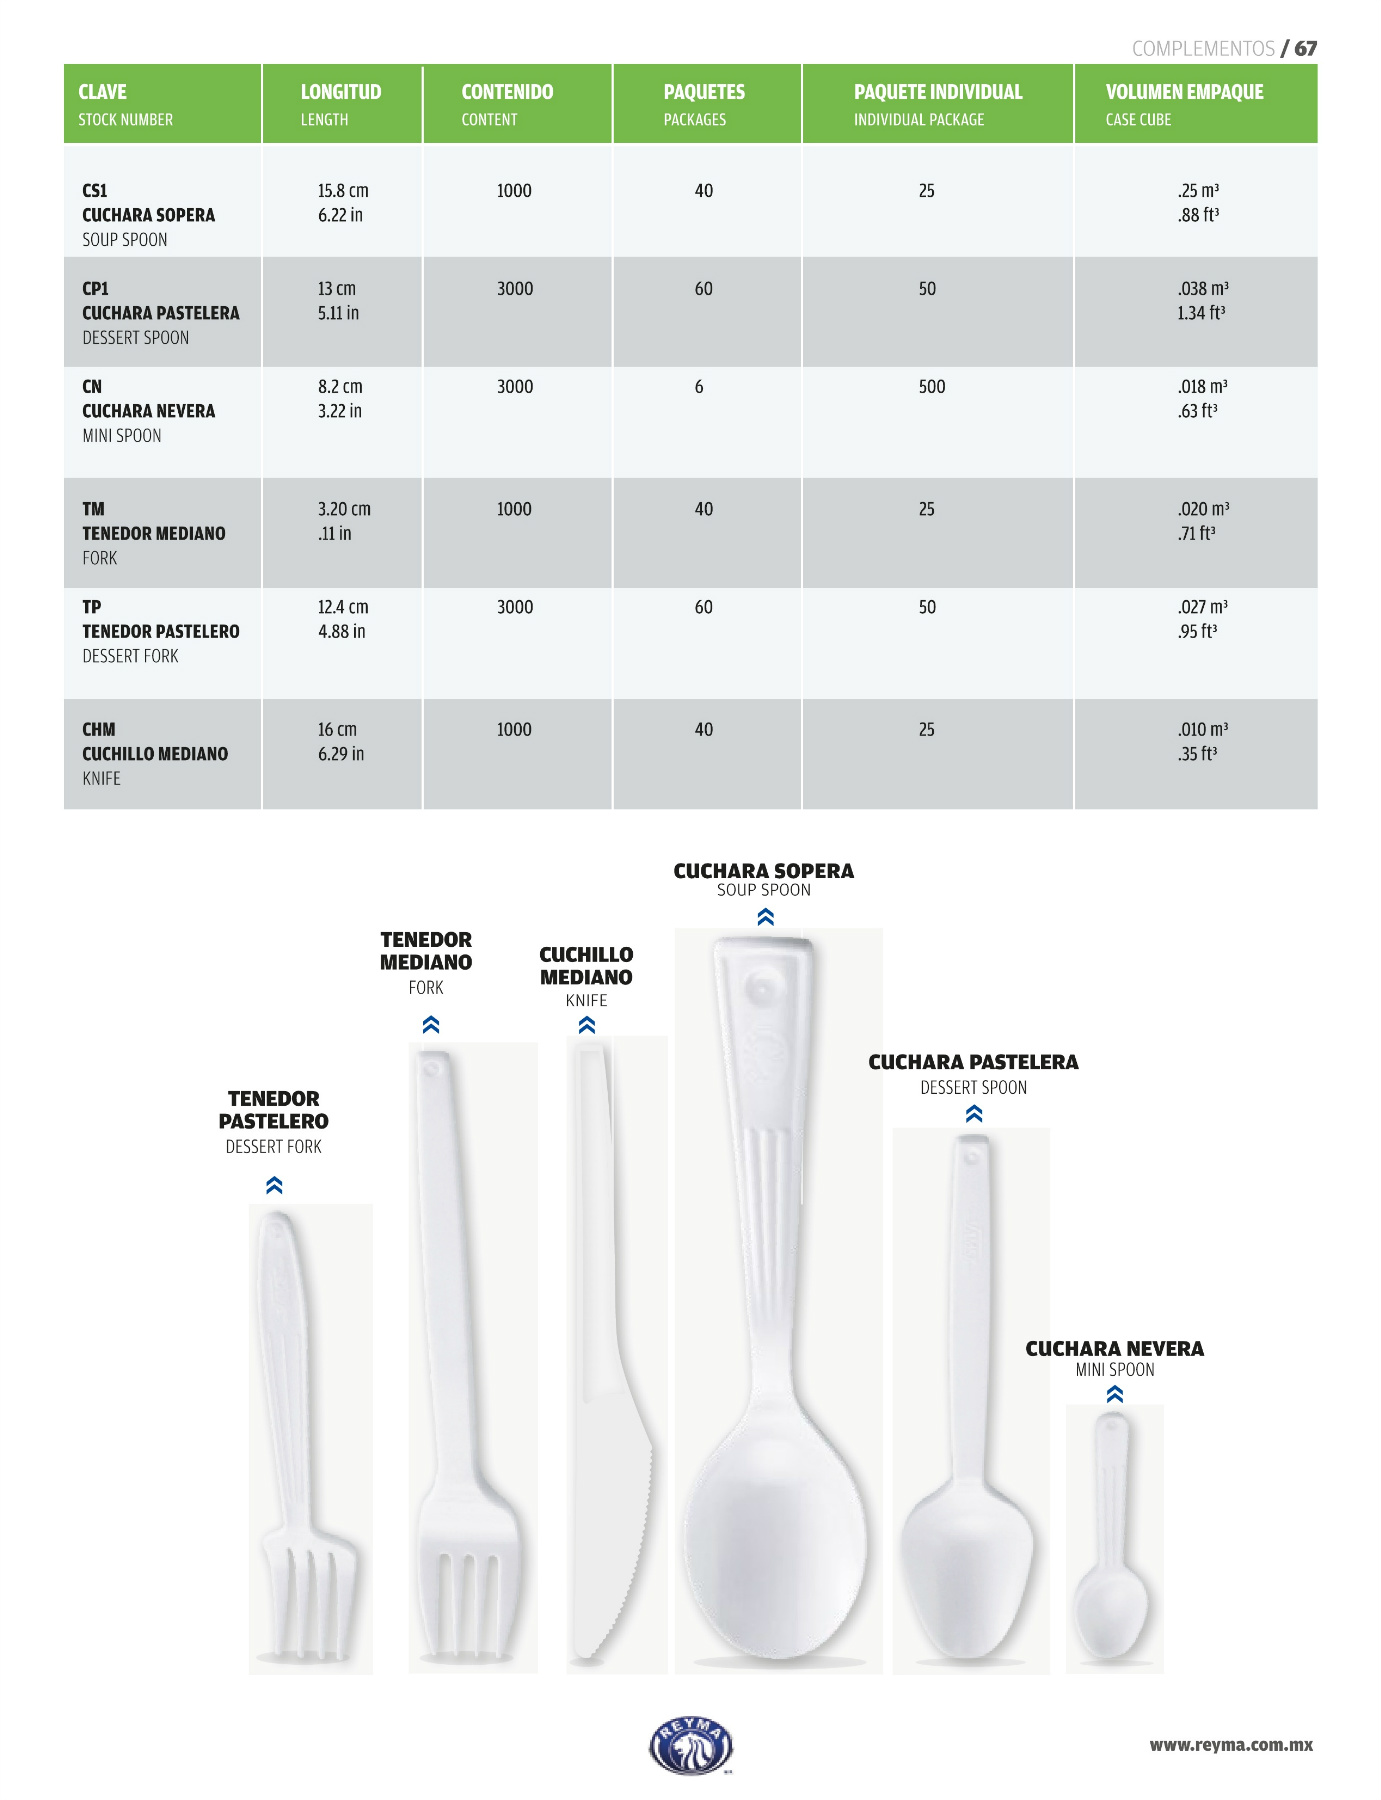 COMPLEMENTOS / 67
CLAVE LONGITUD CONTENIDO PAQUETES PAQUETE INDIVIDUAL VOLUMEN EMPAQUE
STOCK NUMBER LENGTH CONTENT PACKAGES INDIVIDUAL PACKAGE CASE CUBE
CS1 15.8 cm 1000 40 25 .25 m³
CUCHARA SOPERA 6.22 in .88 ft³
SOUP SPOON
CP1 13 cm 3000 60 50 .038 m³
CUCHARA PASTELERA 5.11 in 1.34 ft³
DESSERT SPOON
CN 8.2 cm 3000 6 500 .018 m³
CUCHARA NEVERA 3.22 in .63 ft³
MINI SPOON
TM 3.20 cm 1000 40 25 .020 m³
TENEDOR MEDIANO .11 in .71 ft³
FORK
TP 12.4 cm 3000 60 50 .027 m³
TENEDOR PASTELERO 4.88 in .95 ft³
DESSERT FORK
CHM 16 cm 1000 40 25 .010 m³
CUCHILLO MEDIANO 6.29 in .35 ft³
KNIFE
CUCHARA SOPERA
SOUP SPOON
TENEDOR
MEDIANO
FORK
CUCHILLO
MEDIANO
KNIFE
CUCHARA PASTELERA
DESSERT SPOON
TENEDOR
PASTELERO
DESSERT FORK
CUCHARA NEVERA
MINI SPOON
REYMA
www.reyma.com.mx